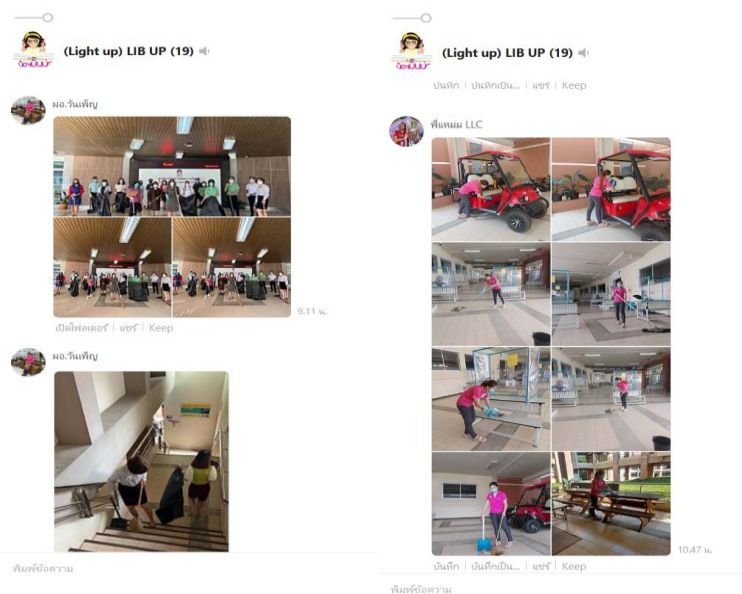 (Light up) LIB UP (19)
ผอ.วันเพ็ญ
9.11 น.
เปิดโฟลเดอร์ | แชร์ | Keep
ผอ.วันเพ็ญ
พิมพ์ข้อความ
(Light up) LIB UP (19)
บันทึก | บันทึกเป็น... | แชร์ | Keep
พี่แหม่ม LLC
10.47 น.
บันทึก | บันทึกเป็น... | แชร์ | Keep
พิมพ์ข้อความ